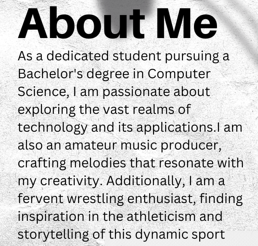 About Me
As a dedicated student pursuing a
Bachelor's degree in Computer
Science, I am passionate about
exploring the vast realms of
technology and its applications.I am
also an amateur music producer,
crafting melodies that resonate with
my creativity. Additionally, I am a
fervent wrestling enthusiast, finding
inspiration in the athleticism and
storytelling of this dynamic sport